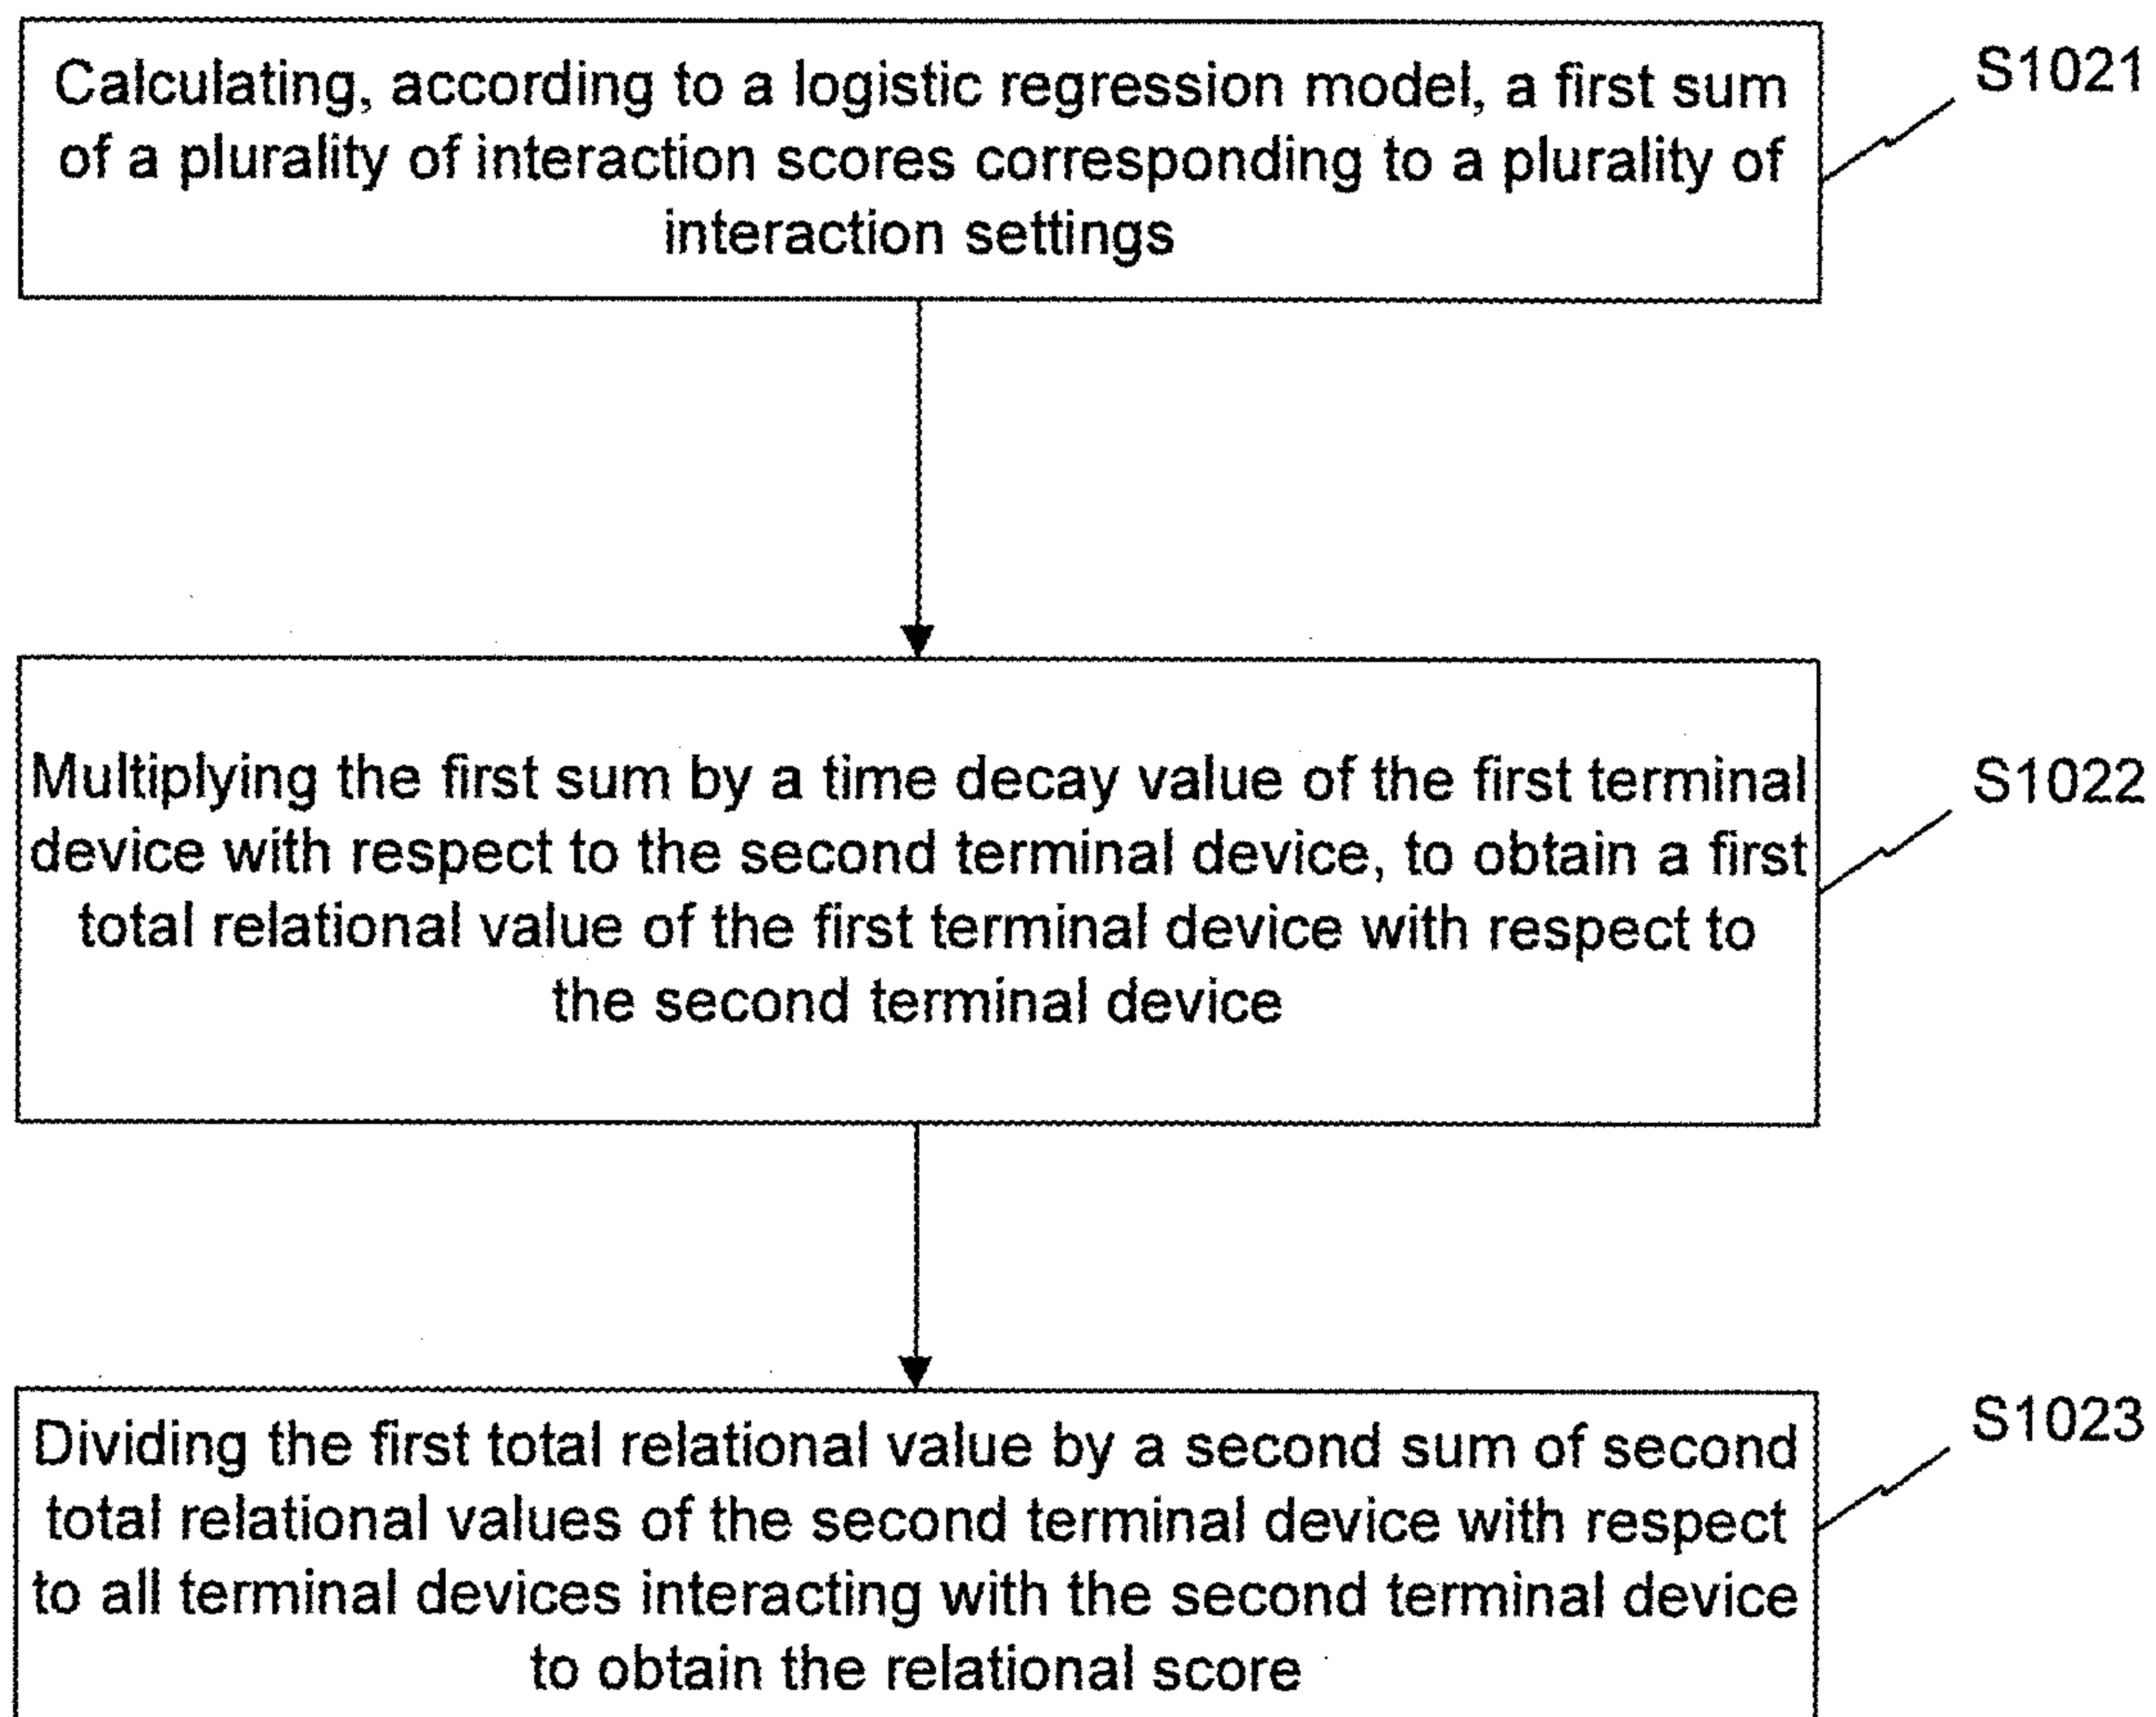 Calculating, according to a logistic regression model, a first sum
of a plurality of interaction scores corresponding to a plurality of
interaction settings
S1021
Multiplying the first sum by a time decay value of the first terminal
device with respect to the second terminal device, to obtain a first
total relational value of the first terminal device with respect to
the second terminal device
S1022
Dividing the first total relational value by a second sum of second
total relational values of the second terminal device with respect
to all terminal devices interacting with the second terminal device
to obtain the relational score
S1023